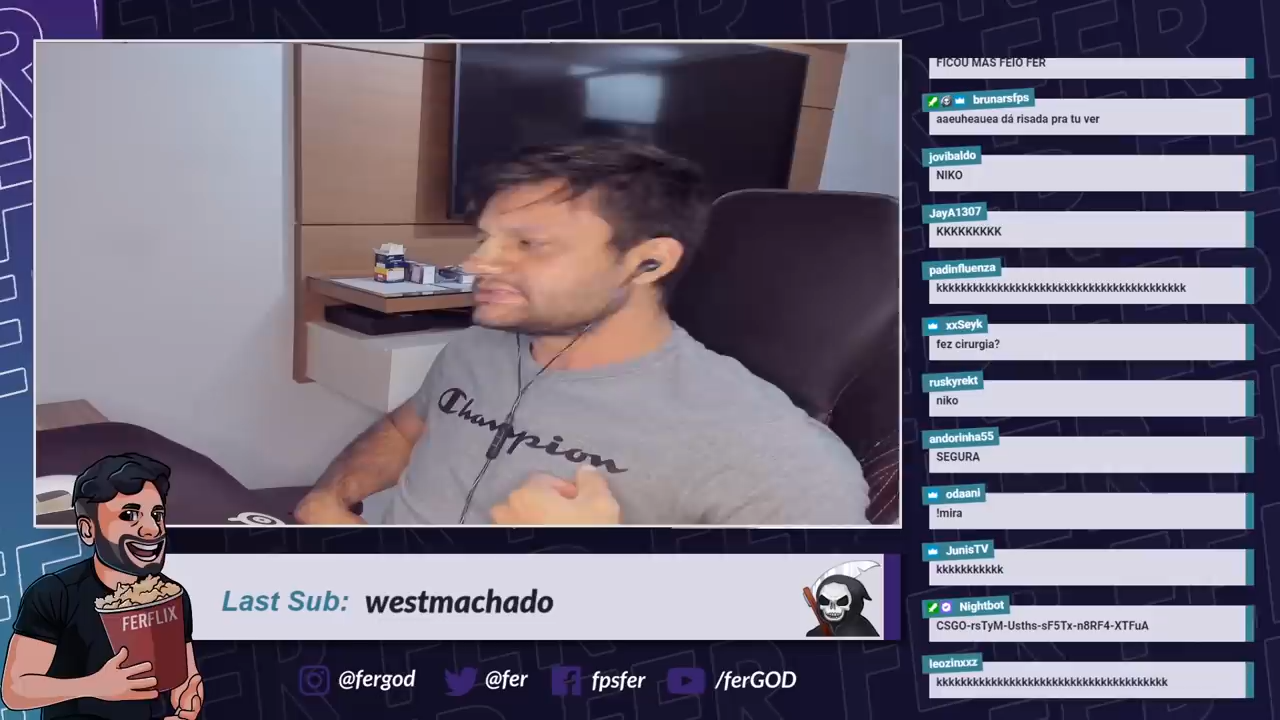 FICOU MAS FEIO FER
brunarsfps
aaeuheauea dá risada pra tu ver
jovibaldo
NIKO
JayA1307
KKKKKKKKK
padinfluenza
kkkkkkkkkkkkkkkkkkkkkkkkkkkkkkkkkkkkkkkkk
xxSeyk
fez cirurgia?
ruskyrekt
niko
andorinha55
SEGURA
odaani
!mira
JunisTV
kkkkkkkkkkk
Nightbot
CSGO-rsTyM-Usths-sF5Tx-n8RF4-XTFuA
leozinxxz
kkkkkkkkkkkkkkkkkkkkkkkkkkkkkkkkkkkkkk
Champion
FERFLIX
Last Sub: westmachado
@fergod @fer fpsfer /ferGOD